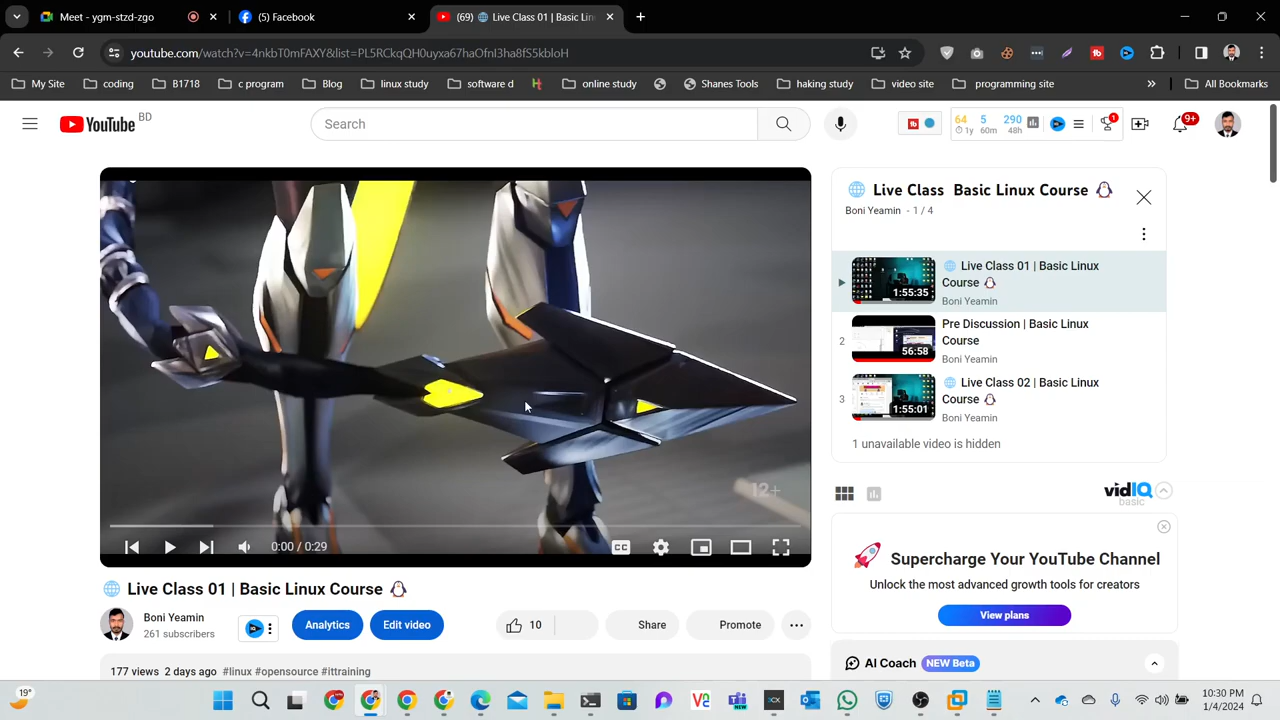 Meet - ygm-stzd-zgo
(5) Facebook
(69) 🌐 Live Class 01 | Basic Lin
youtube.com/watch?v=4nkbT0mFAXY&list=PL5RCkgQH0uyxa67haOfnI3ha8fS5kbIoH
My Site
coding
B1718
c program
Blog
linux study
software d
online study
Shanes Tools
haking study
video site
programming site
All Bookmarks
YouTube BD
Search
64 5 290
1y 60m 48h
1
9+
🌐 Live Class Basic Linux Course 🐧
Boni Yeamin - 1 / 4
🌐 Live Class 01 | Basic Linux
Course 🐧
Boni Yeamin
1:55:35
2
Pre Discussion | Basic Linux
Course
Boni Yeamin
56:58
3
🌐 Live Class 02 | Basic Linux
Course 🐧
Boni Yeamin
1:55:01
1 unavailable video is hidden
12+
0:00 / 0:29
CC
vidIQ
basic
🚀 Supercharge Your YouTube Channel
Unlock the most advanced growth tools for creators
View plans
AI Coach NEW Beta
🌐 Live Class 01 | Basic Linux Course 🐧
Boni Yeamin
261 subscribers
Analytics
Edit video
10
Share
Promote
177 views 2 days ago #linux #opensource #ittraining
19°
10:30 PM
1/4/2024